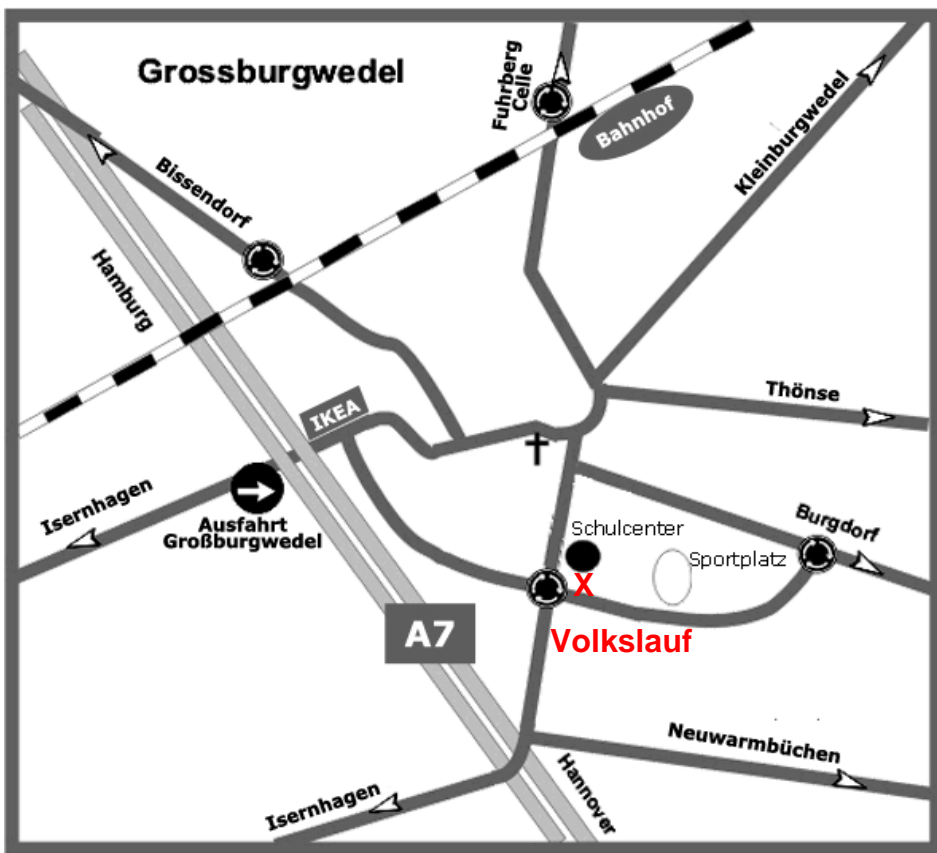 Grossburgwedel
Fuhrberg
Celle
Bahnhof
Kleinburgwedel
Bissendorf
Hamburg
IKEA
Thönse
Isernhagen
Ausfahrt
Großburgwedel
Schulcenter
Sportplatz
Burgdorf
X
Volkslauf
A7
Neuwarmbüchen
Hannover
Isernhagen